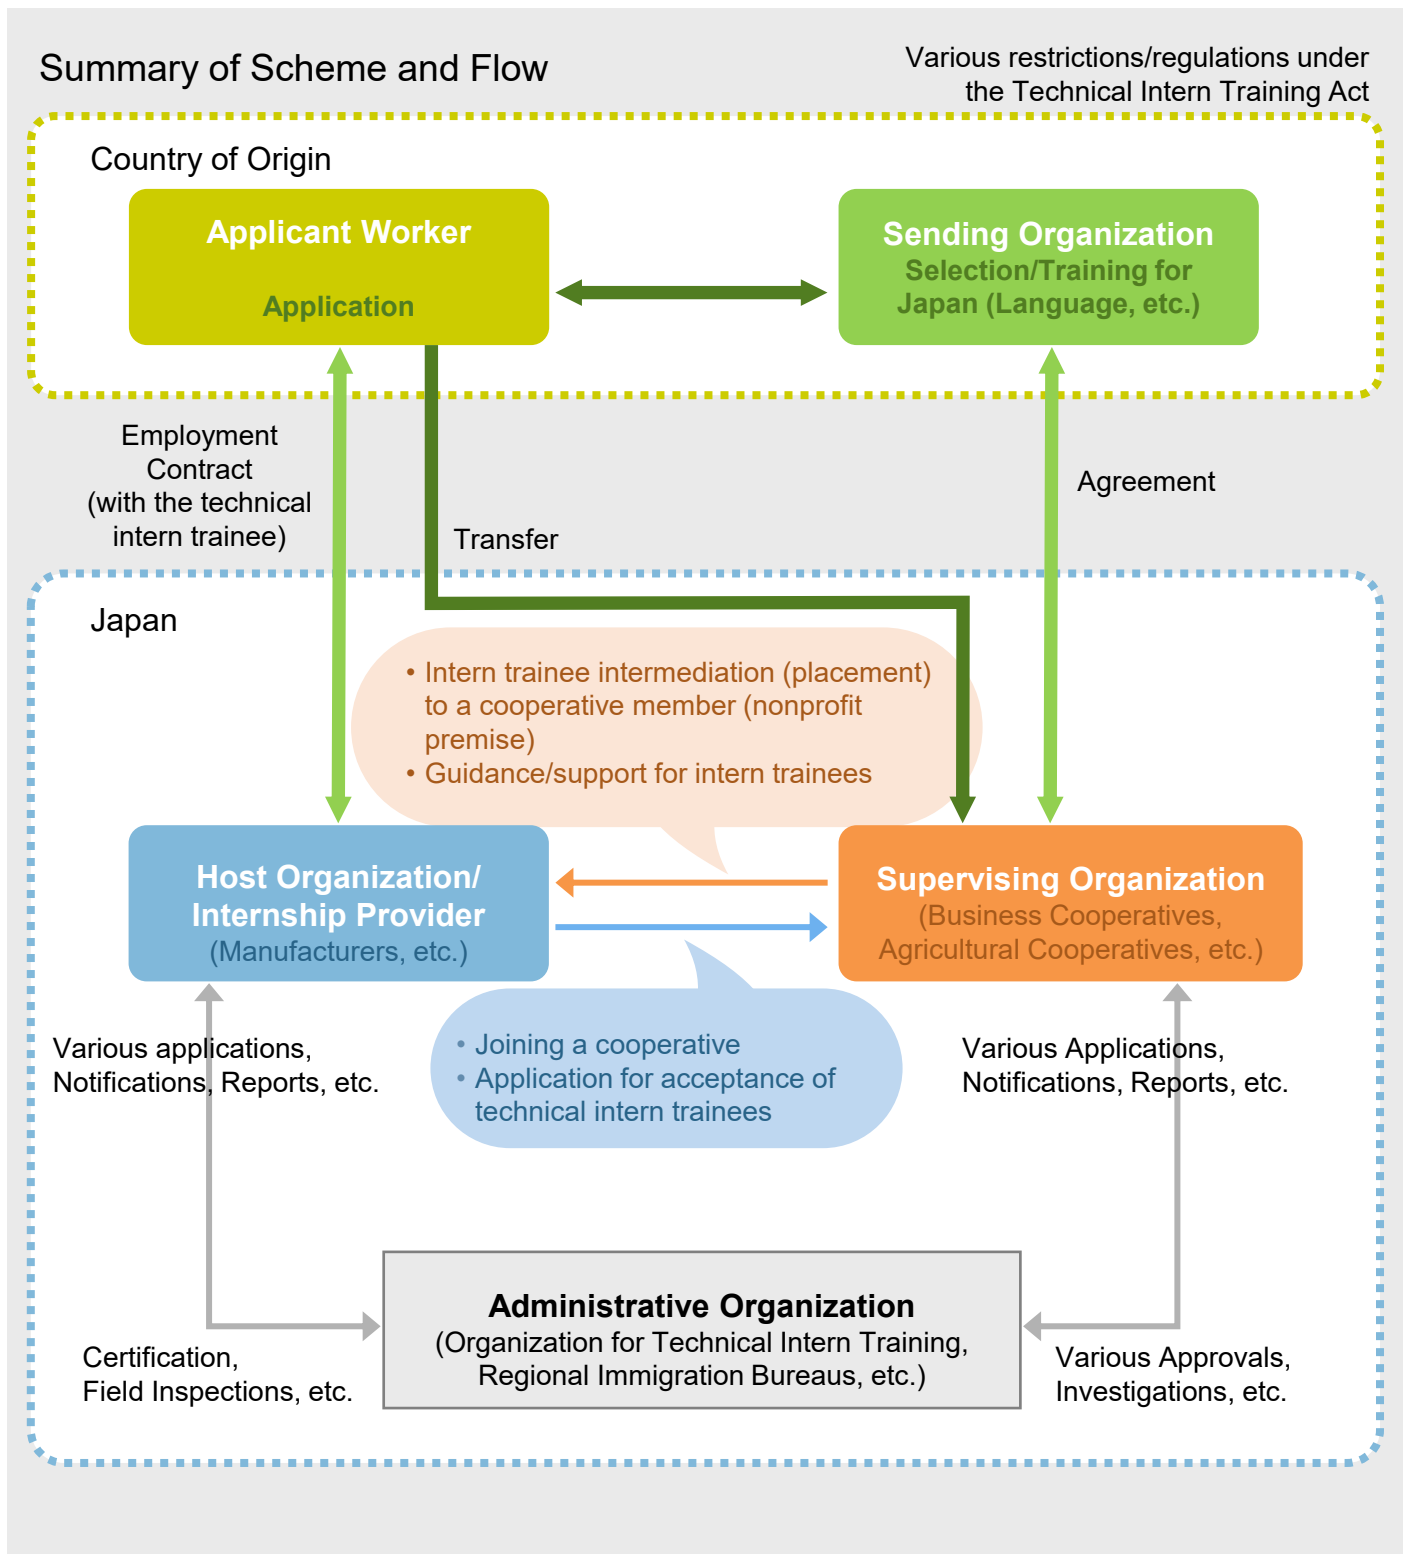 Summary of Scheme and Flow
Various restrictions/regulations under
the Technical Intern Training Act
Country of Origin
Applicant Worker
Application
Sending Organization
Selection/Training for
Japan (Language, etc.)
Employment
Contract
(with the technical
intern trainee)
Transfer
Agreement
Japan
• Intern trainee intermediation (placement)
to a cooperative member (nonprofit
premise)
• Guidance/support for intern trainees
Host Organization/
Internship Provider
(Manufacturers, etc.)
Supervising Organization
(Business Cooperatives,
Agricultural Cooperatives, etc.)
• Joining a cooperative
• Application for acceptance of
technical intern trainees
Various applications,
Notifications, Reports, etc.
Various Applications,
Notifications, Reports, etc.
Administrative Organization
(Organization for Technical Intern Training,
Regional Immigration Bureaus, etc.)
Certification,
Field Inspections, etc.
Various Approvals,
Investigations, etc.